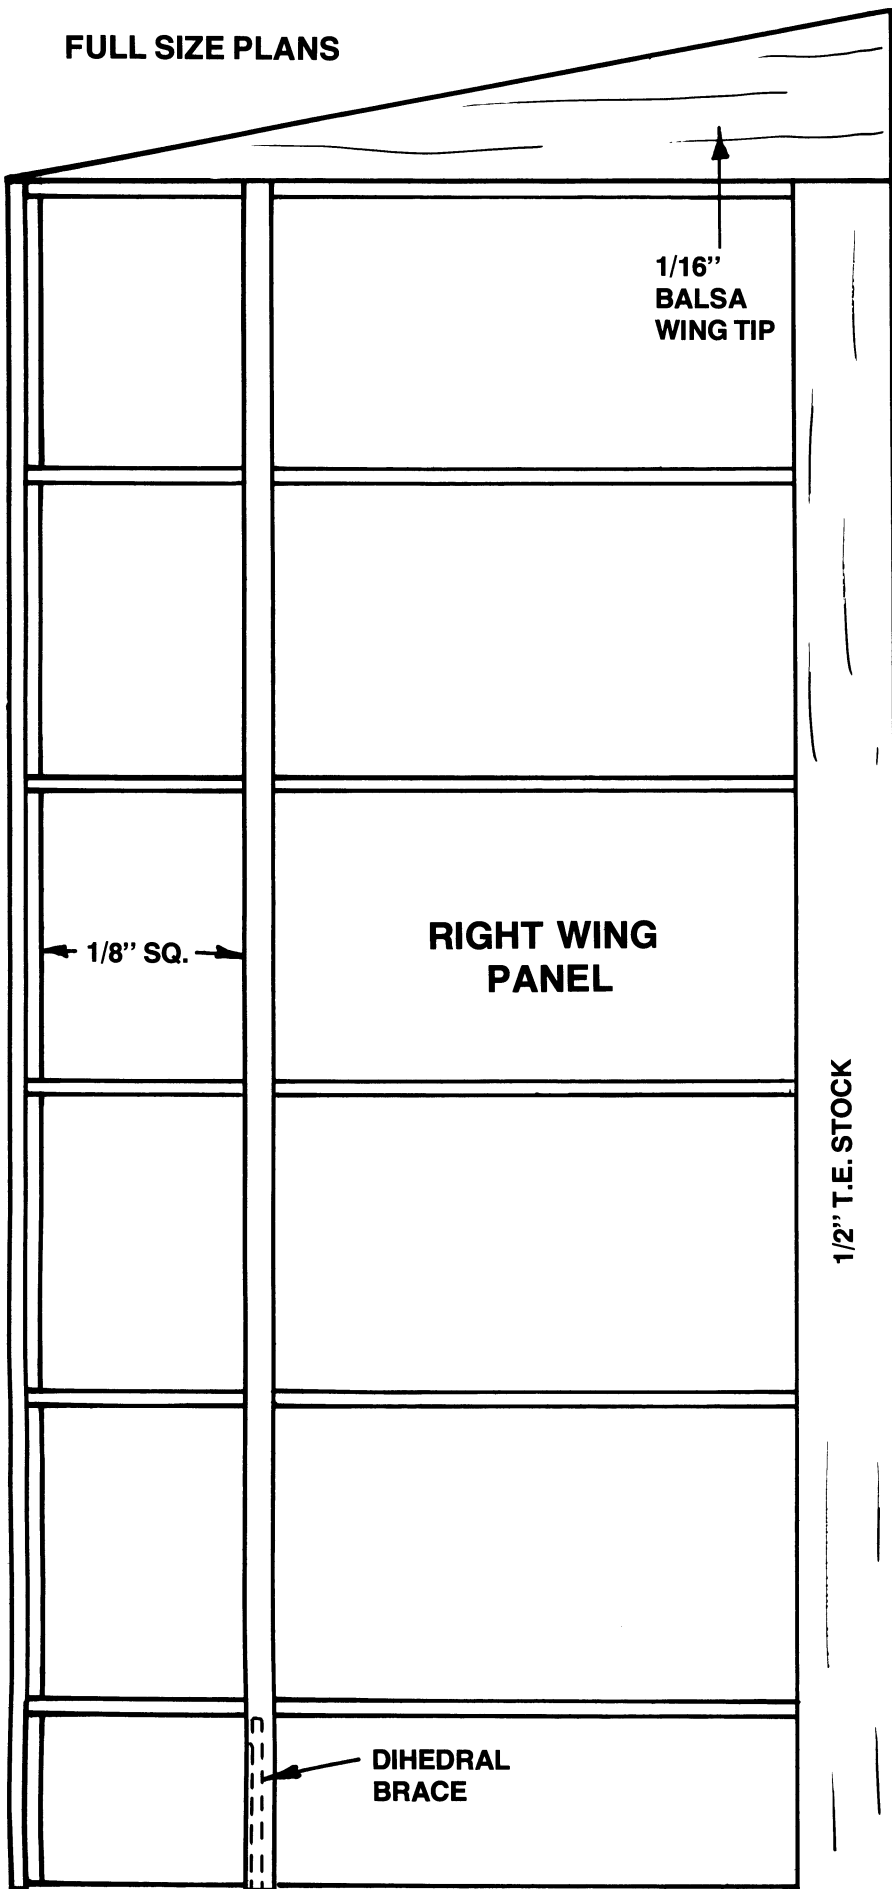 FULL SIZE PLANS
1/16’’
BALSA
WING TIP
1/8’’ SQ.
RIGHT WING
PANEL
1/2’’ T.E. STOCK
DIHEDRAL
BRACE